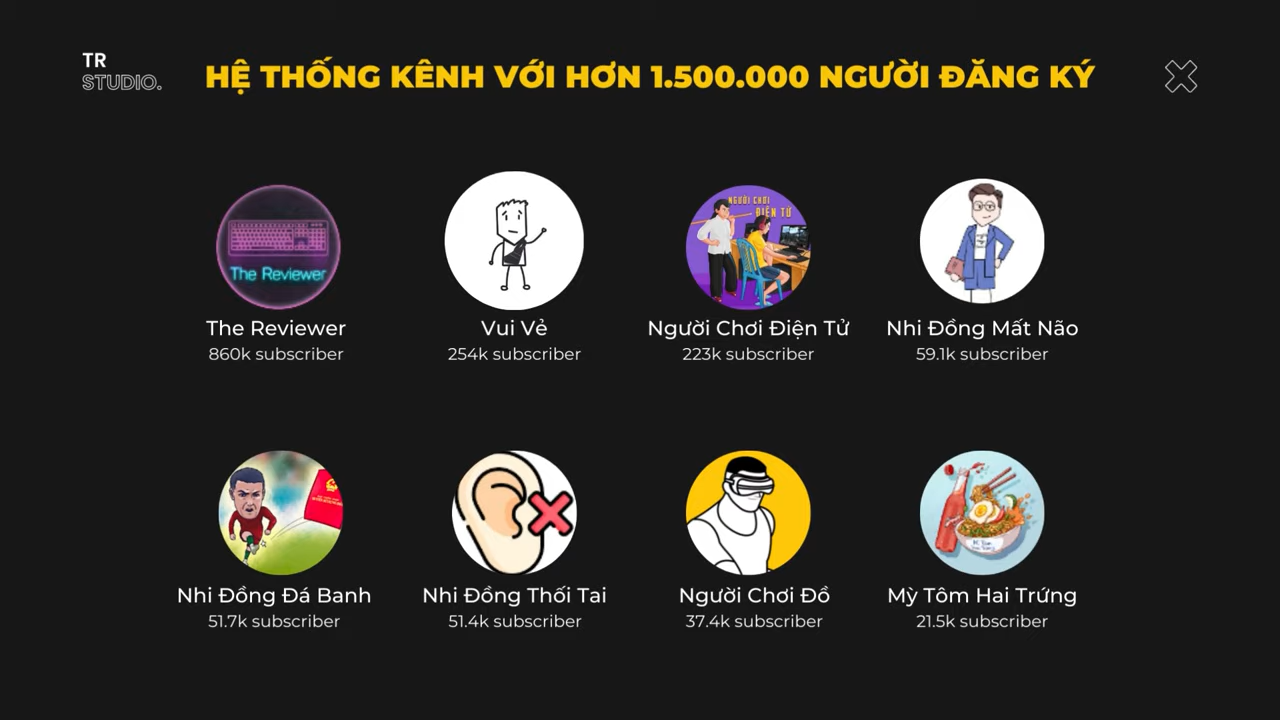 TR
STUDIO.
HỆ THỐNG KÊNH VỚI HƠN 1.500.000 NGƯỜI ĐĂNG KÝ
The Reviewer
NGƯỜI CHƠI
ĐIỆN TỬ
The Reviewer
860k subscriber
Vui Vẻ
254k subscriber
Người Chơi Điện Tử
223k subscriber
Nhi Đồng Mất Não
59.1k subscriber
Nhi Đồng Đá Banh
51.7k subscriber
Nhi Đồng Thối Tai
51.4k subscriber
Người Chơi Đồ
37.4k subscriber
Mỳ Tôm Hai Trứng
21.5k subscriber